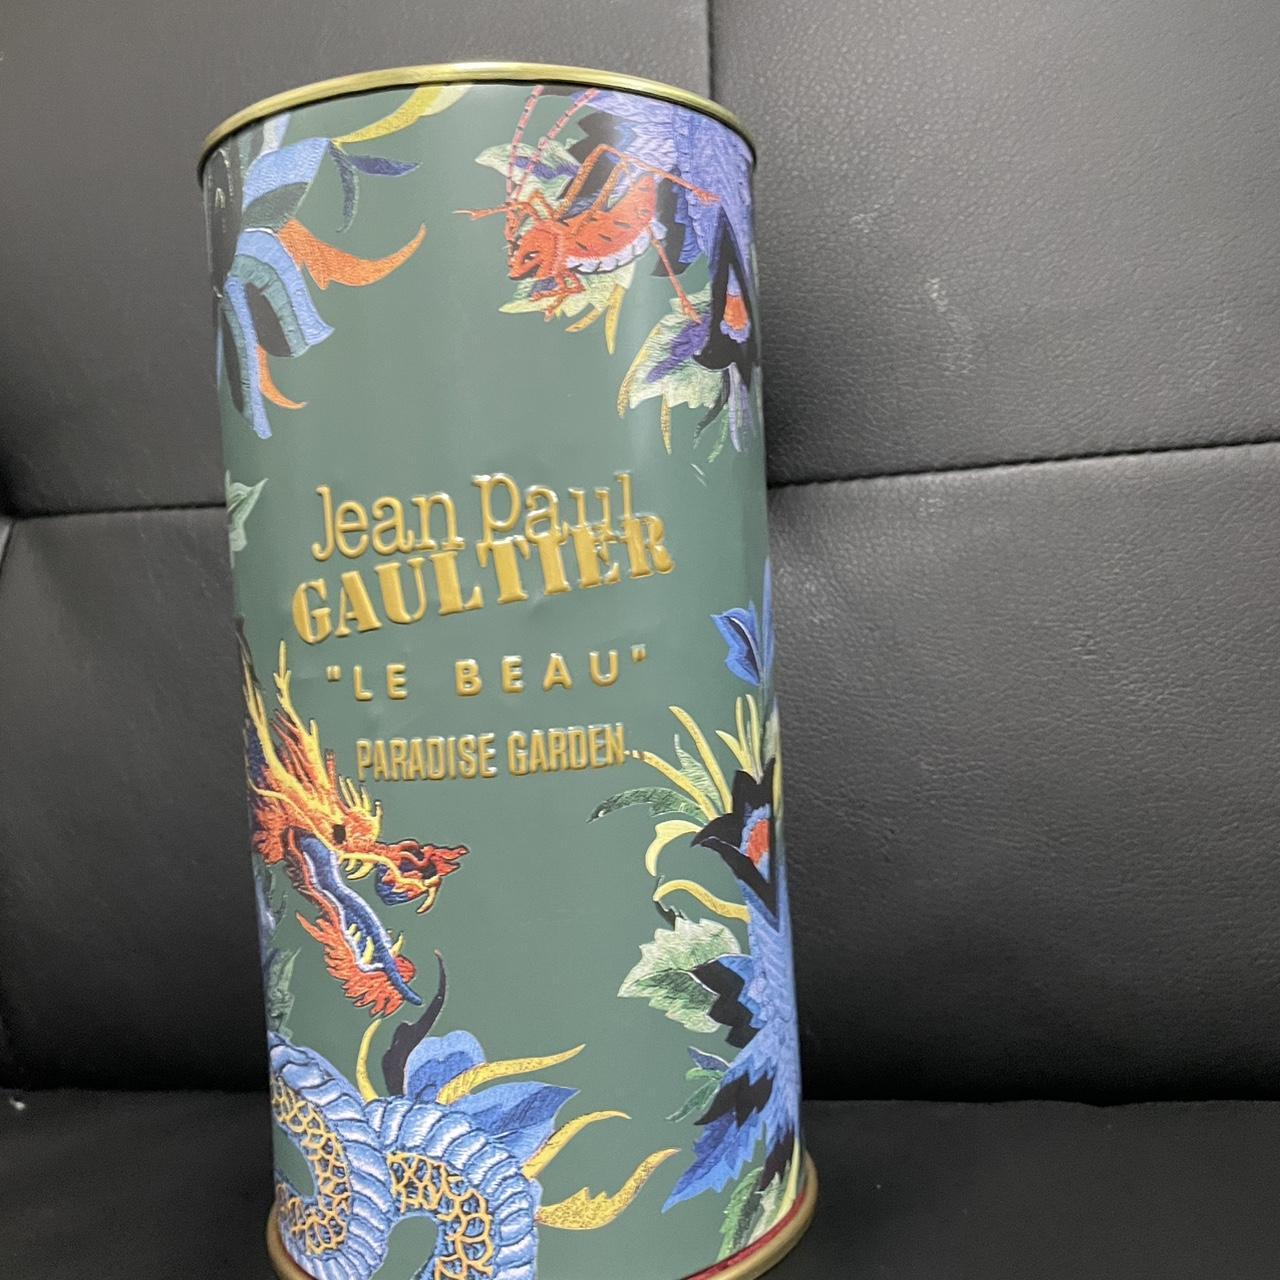 Jean Paul
GAULTIER
"LE BEAU"
PARADISE GARDEN